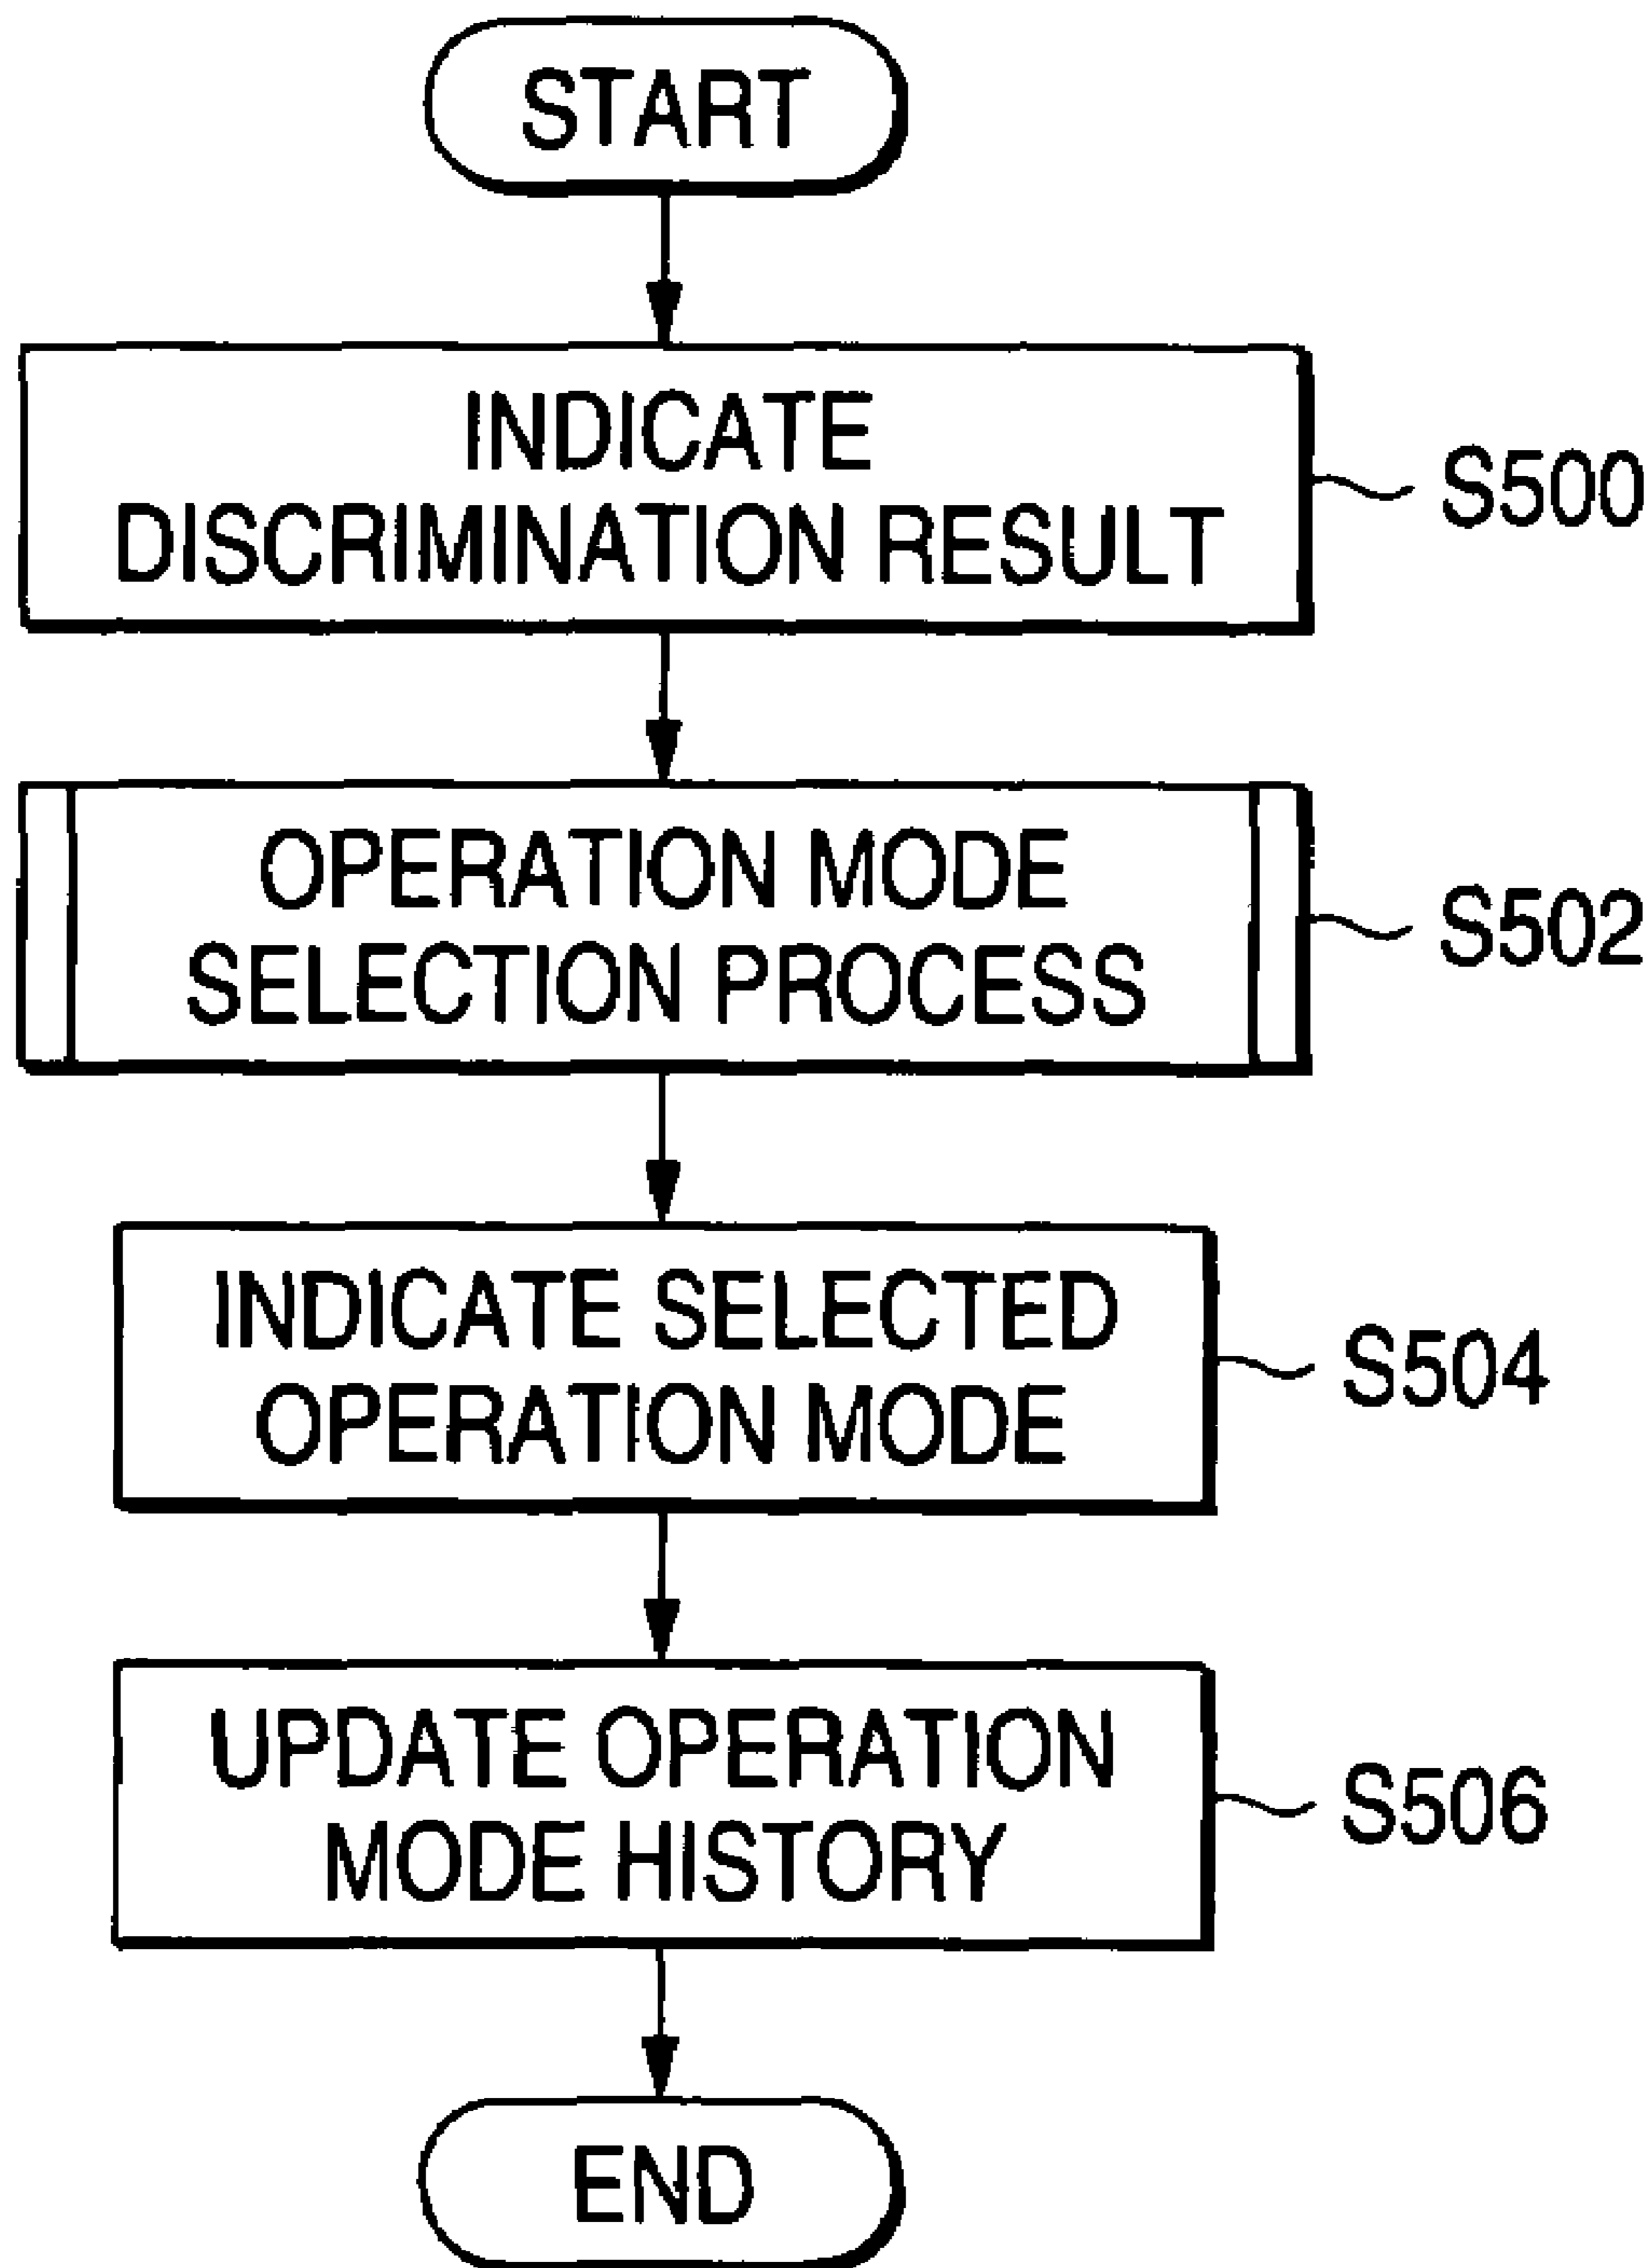 START
INDICATE
DISCRIMINATION RESULT
S500
OPERATION MODE
SELECTION PROCESS
S502
INDICATE SELECTED
OPERATION MODE
S504
UPDATE OPERATION
MODE HISTORY
S506
END